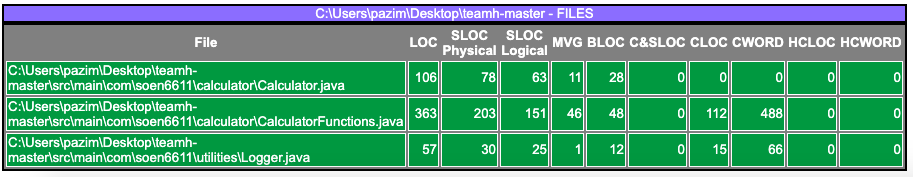 C:\Users\pazim\Desktop\teamh-master - FILES
File LOC SLOC Physical SLOC Logical MVG BLOC C&SLOC CLOC CWORD HCLOC HCWORD
C:\Users\pazim\Desktop\teamh-
master\src\main\com\soen6611\calculator\Calculator.java 106 78 63 11 28 0 0 0 0 0
C:\Users\pazim\Desktop\teamh-
master\src\main\com\soen6611\calculator\CalculatorFunctions.java 363 203 151 46 48 0 112 488 0 0
C:\Users\pazim\Desktop\teamh-
master\src\main\com\soen6611\utilities\Logger.java 57 30 25 1 12 0 15 66 0 0